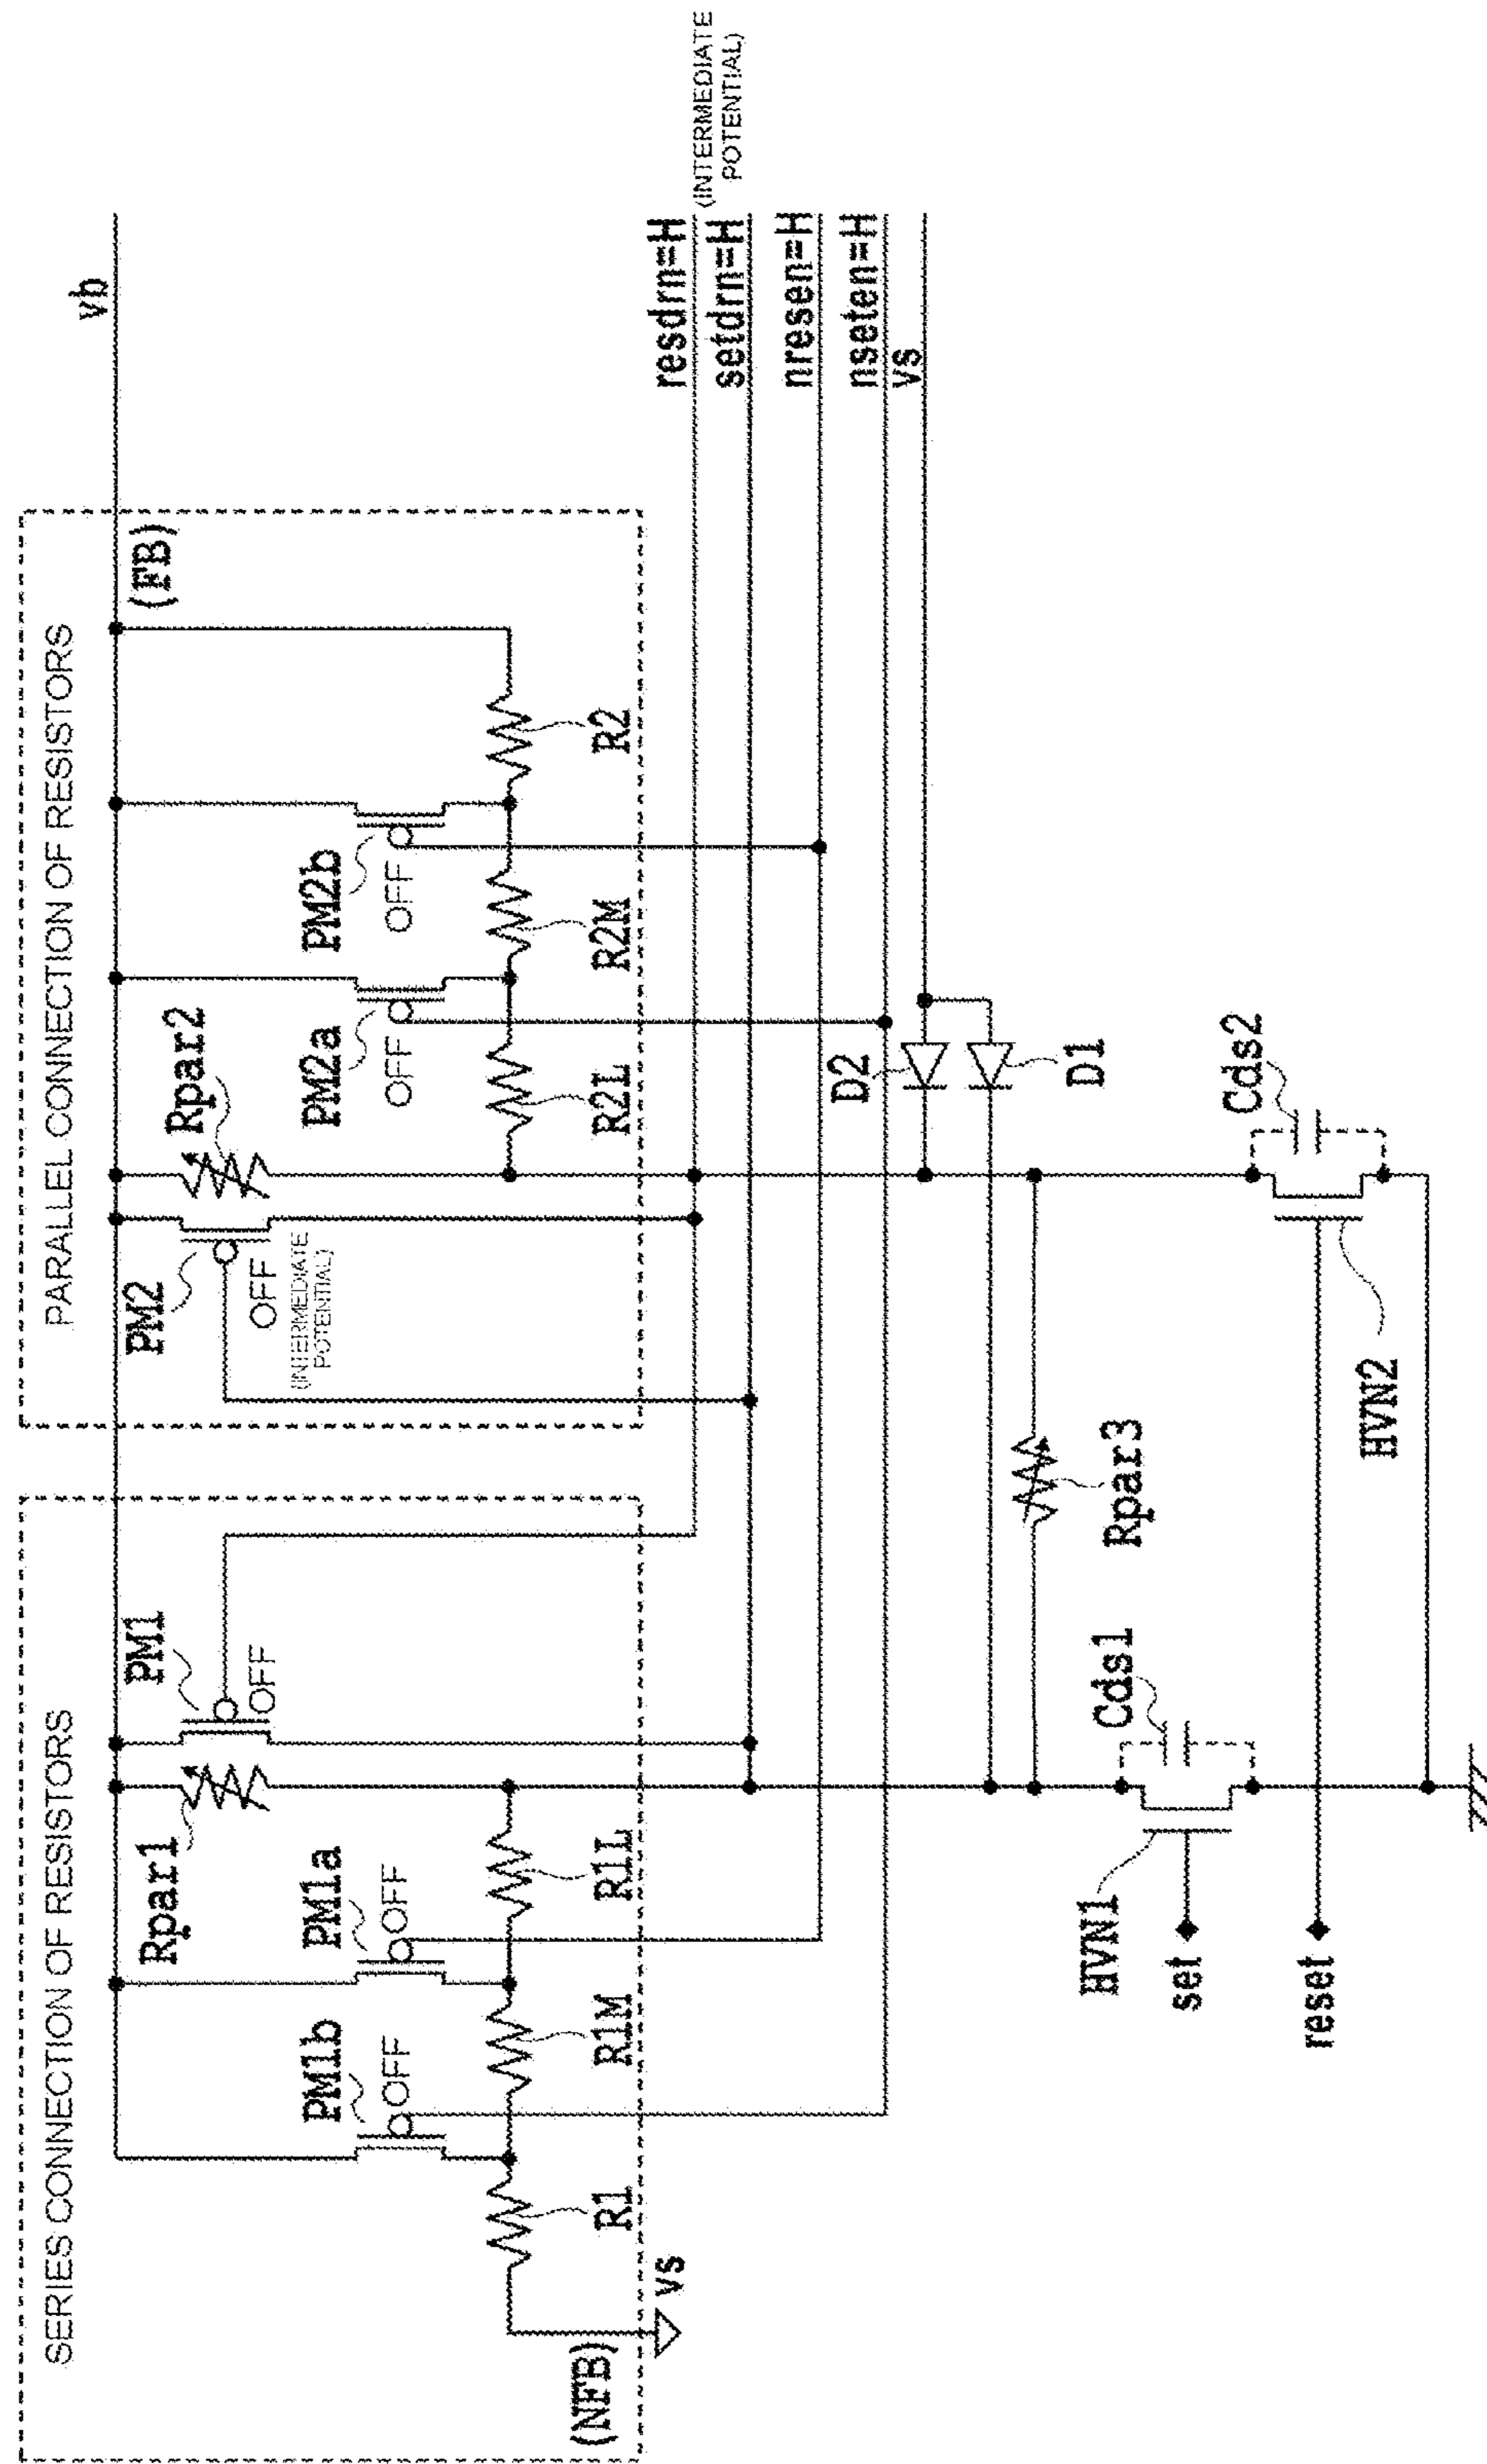 SERIES CONNECTION OF RESISTORS
PARALLEL CONNECTION OF RESISTORS
vb
(FB)
(NFB)
vs
R1
PM1b
OFF
R1M
PM1a
OFF
R1L
Rpar1
PM1
OFF
PM2
OFF
(INTERMEDIATE
POTENTIAL)
Rpar2
R2L
PM2a
OFF
R2M
PM2b
OFF
R2
resdrn=H
(INTERMEDIATE
POTENTIAL)
setdrn=H
nresen=H
nseten=H
vs
D2
D1
Rpar3
Cds1
Cds2
HVN1
HVN2
set
reset